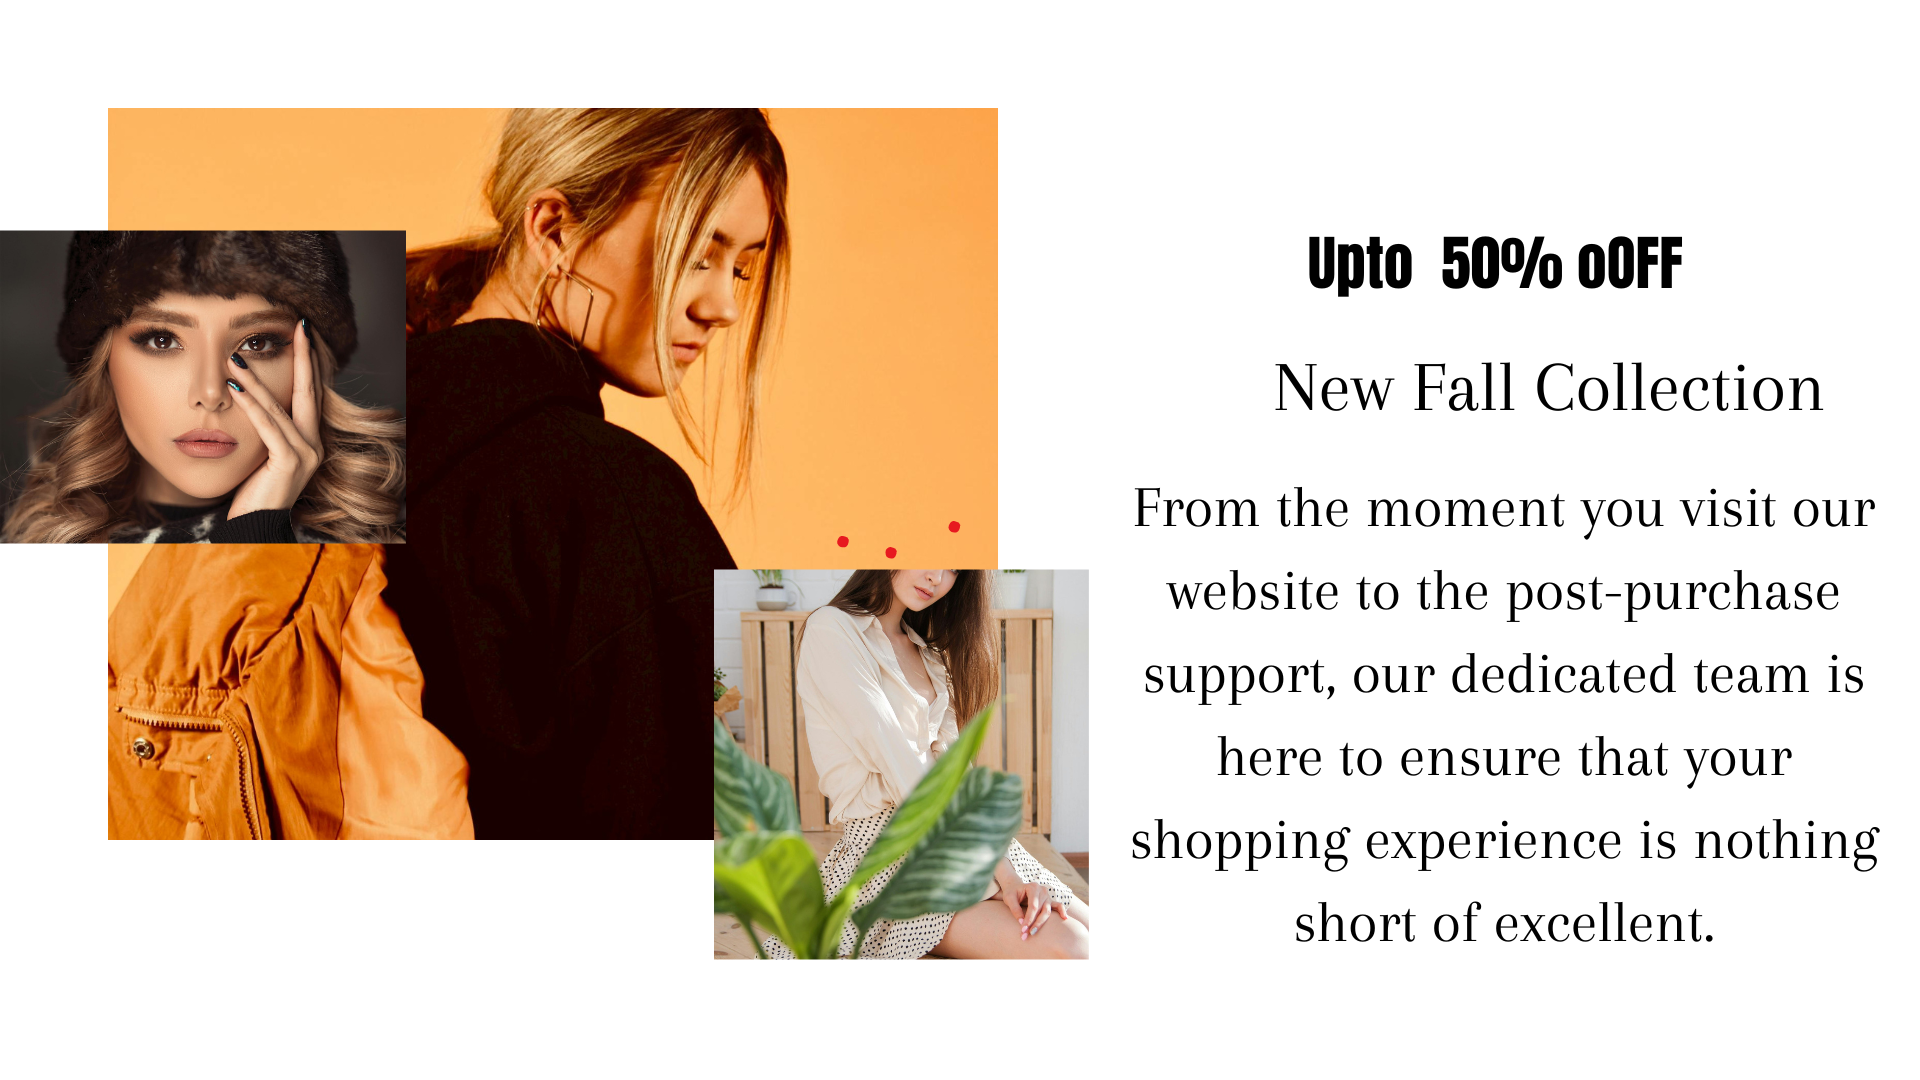 Upto  50% oOFF
New Fall Collection
From the moment you visit our
website to the post-purchase
support, our dedicated team is
here to ensure that your
shopping experience is nothing
short of excellent.